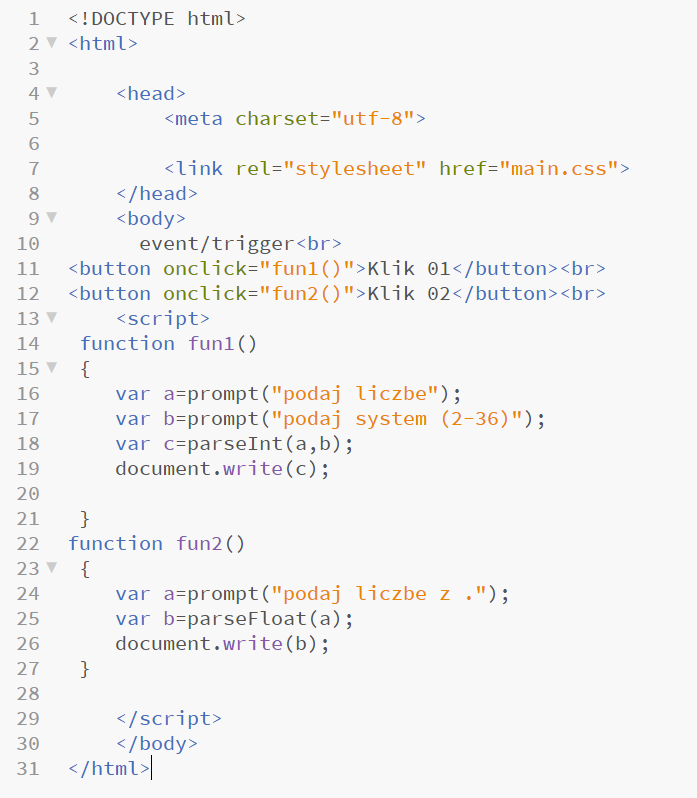 1 <!DOCTYPE html>
2 <html>
3
4 <head>
5 <meta charset="utf-8">
6
7 <link rel="stylesheet" href="main.css">
8 </head>
9 <body>
10 event/trigger<br>
11 <button onclick="fun1()">Klik 01</button><br>
12 <button onclick="fun2()">Klik 02</button><br>
13 <script>
14 function fun1()
15 {
16 var a=prompt("podaj liczbe");
17 var b=prompt("podaj system (2-36)");
18 var c=parseInt(a,b);
19 document.write(c);
20
21 }
22 function fun2()
23 {
24 var a=prompt("podaj liczbe z .");
25 var b=parseFloat(a);
26 document.write(b);
27 }
28
29 </script>
30 </body>
31 </html>